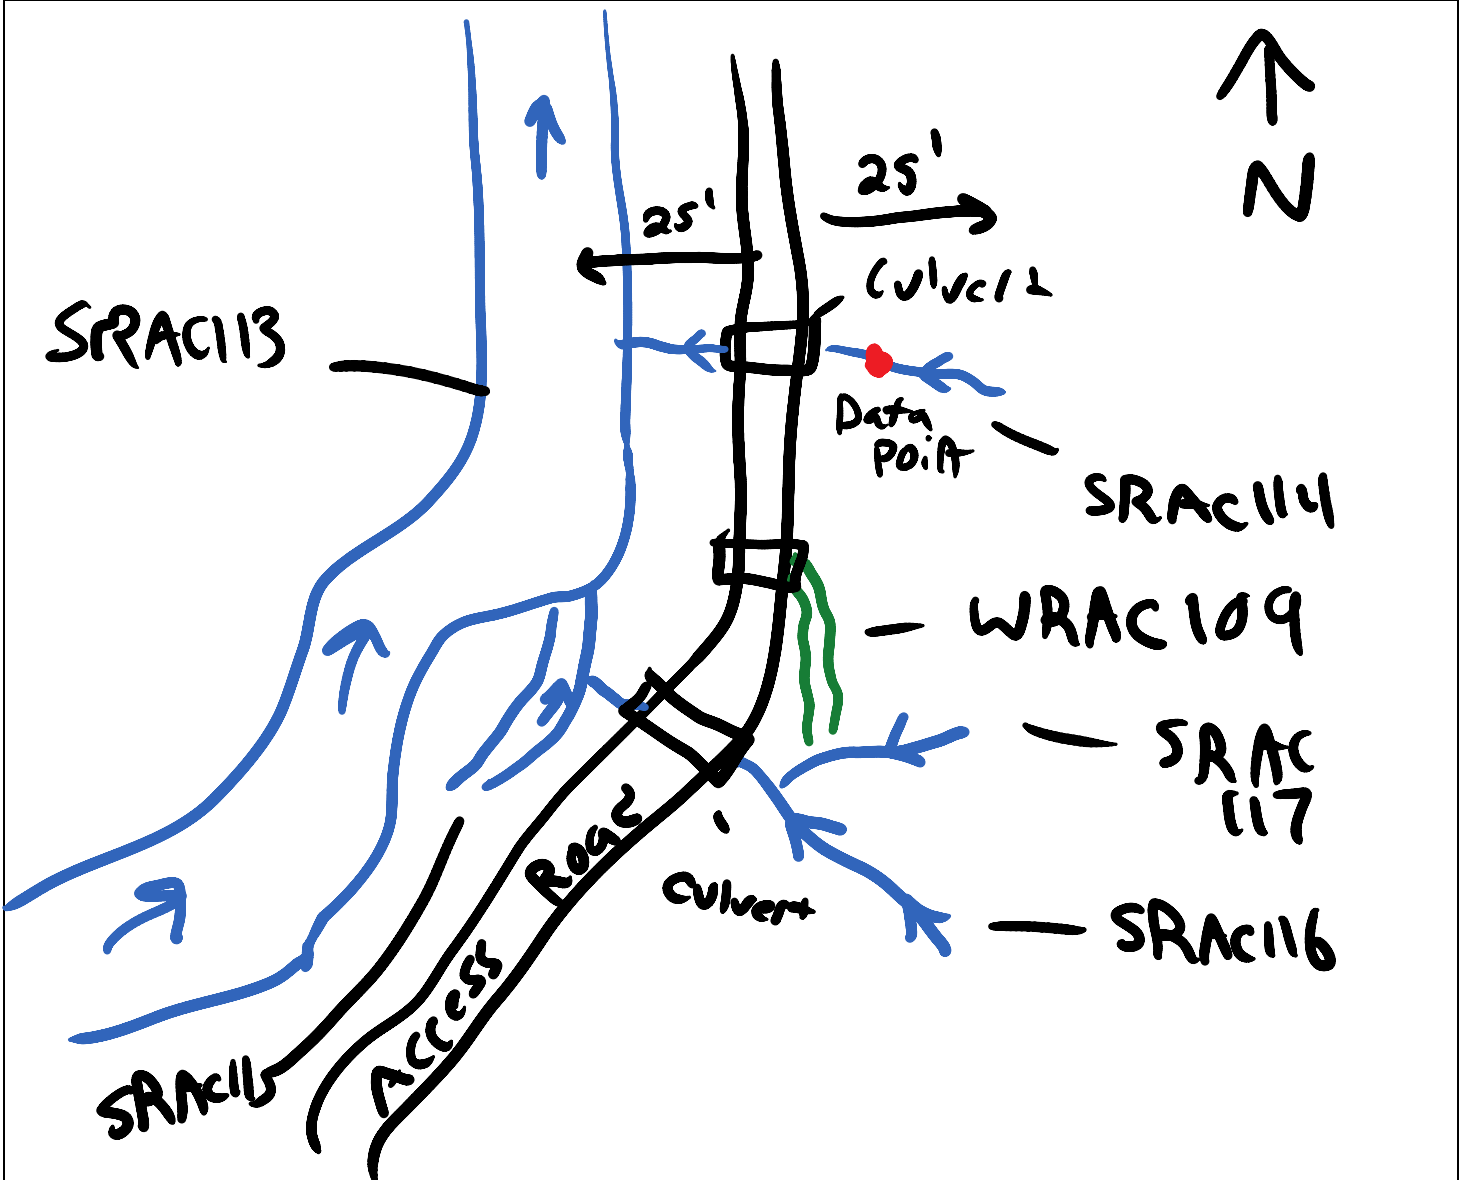 N
25'
25'
Culvert
SRAC113
Data
Point
SRAC114
WRAC109
SRAC
117
Road
Culvert
SRAC116
Access
SRAC115